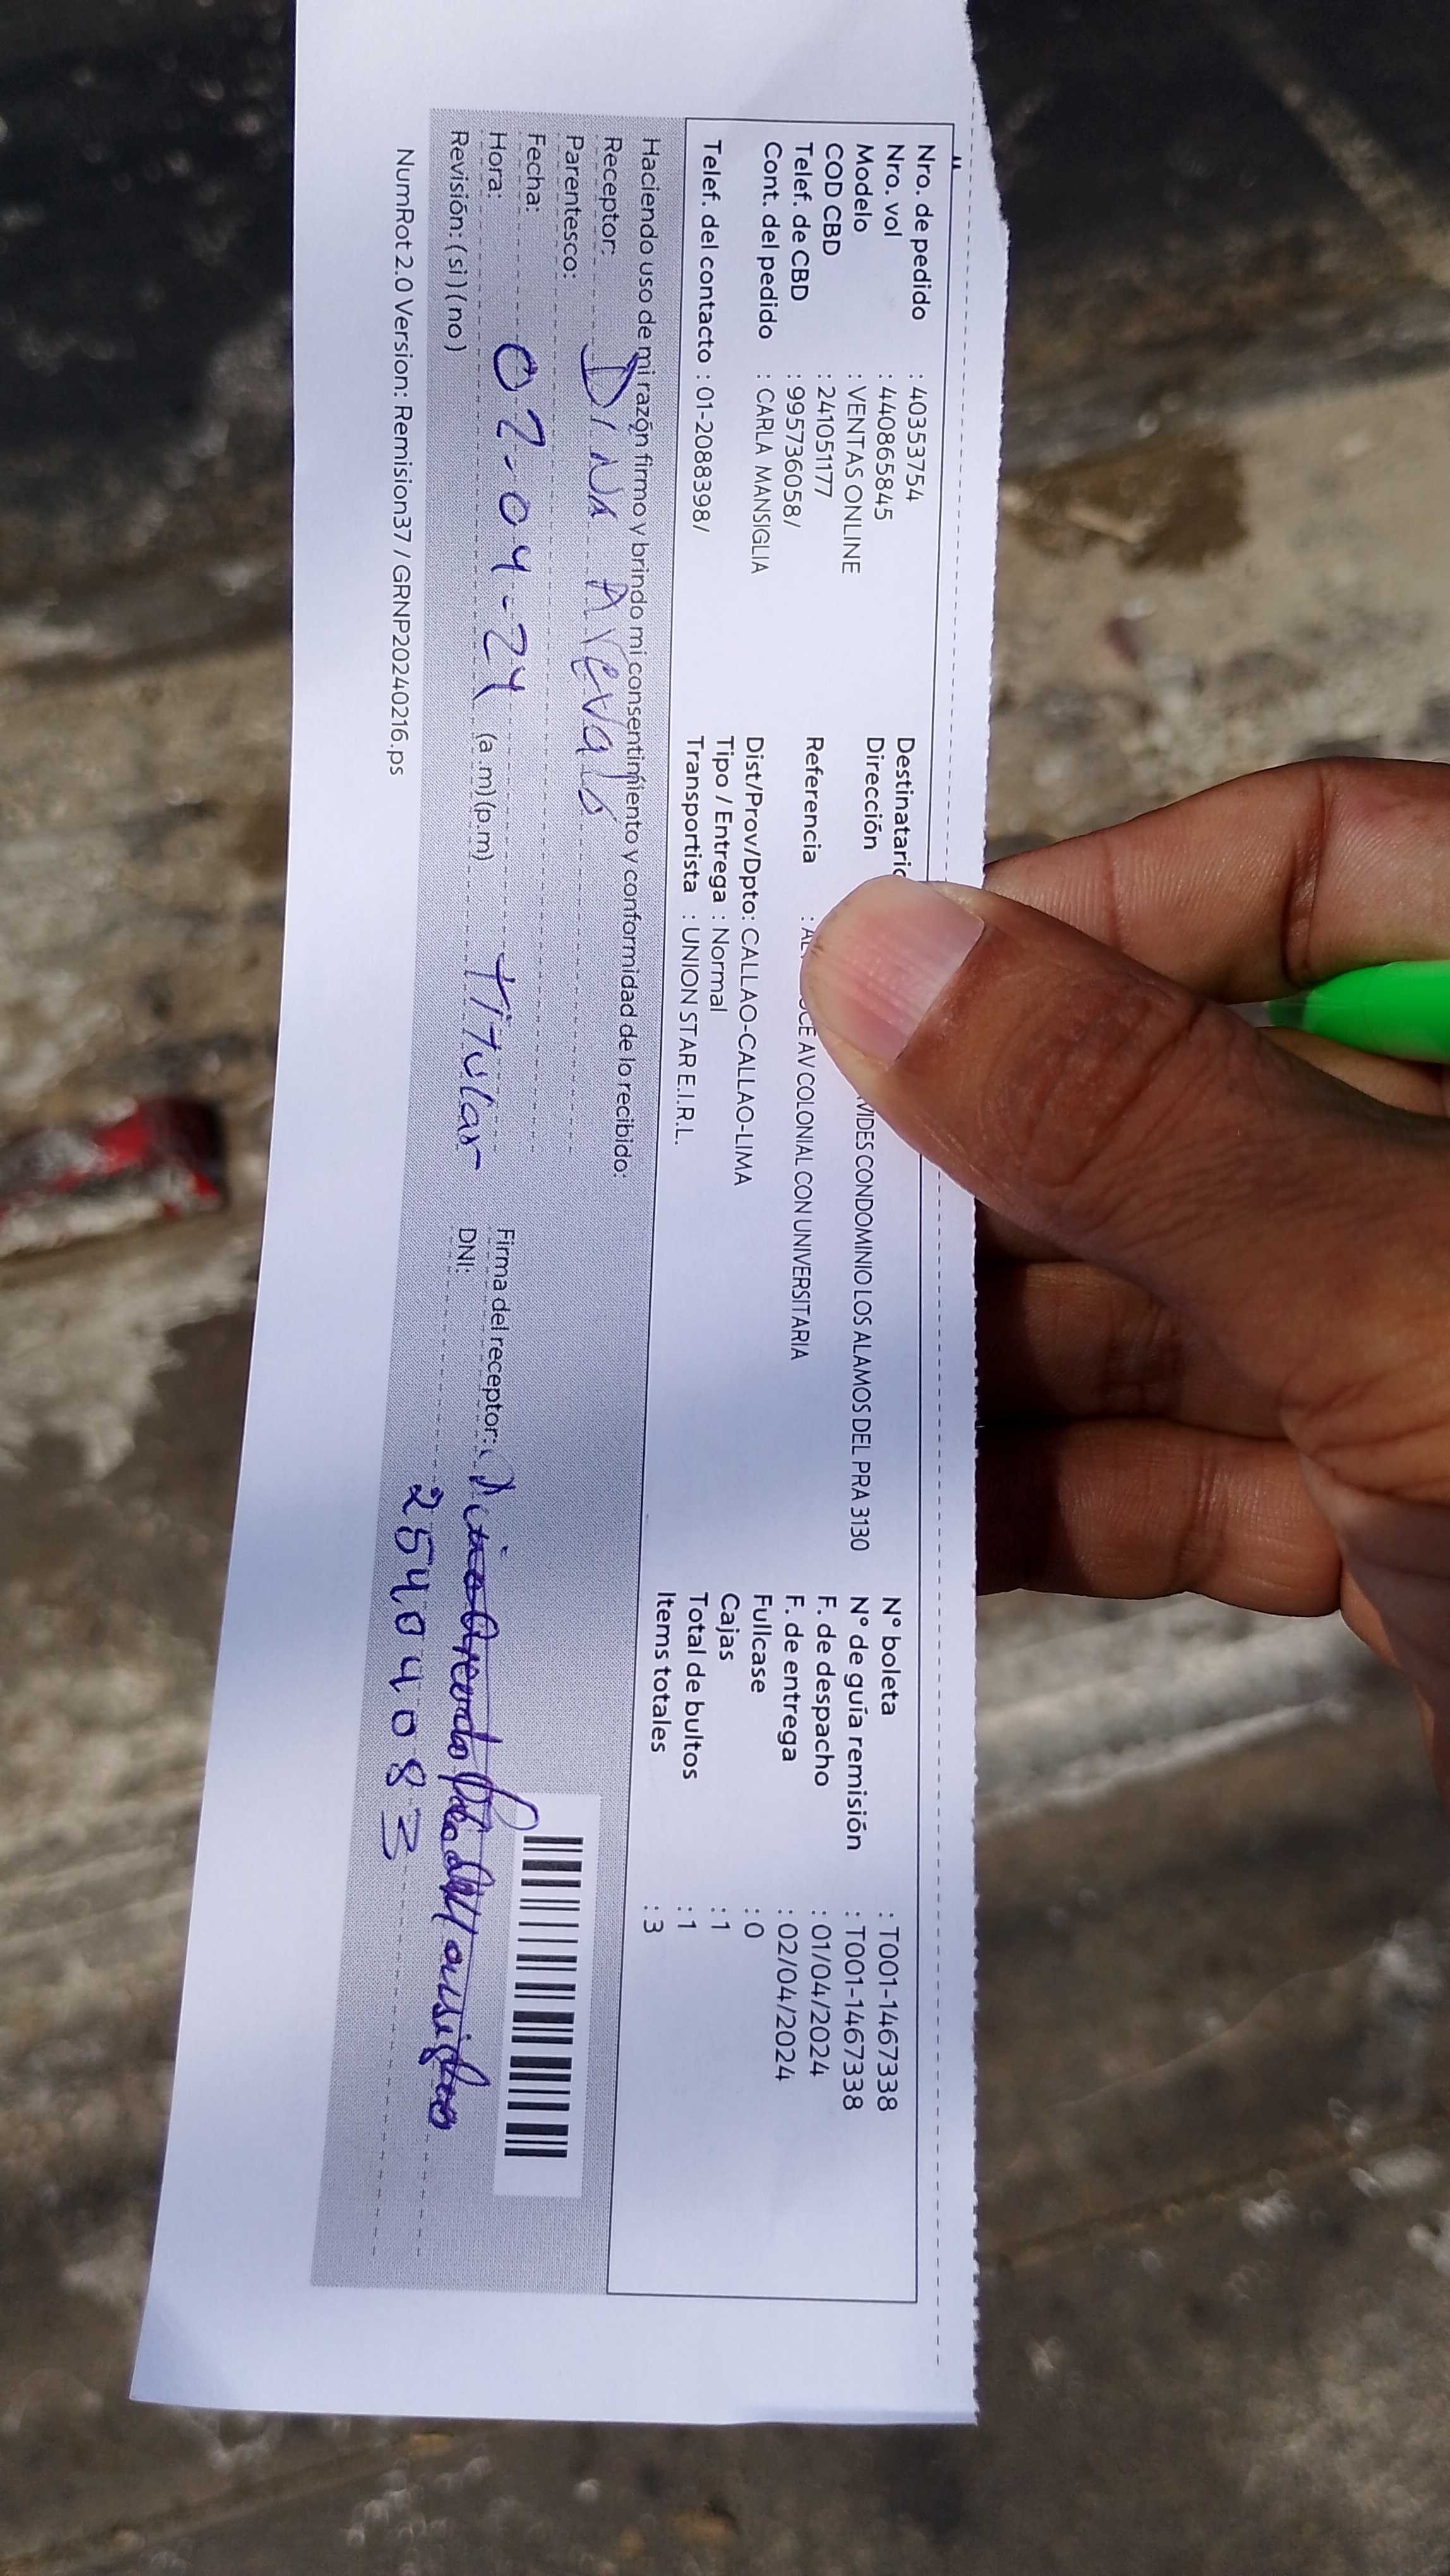 Nro. de pedido : 40353754
Nro. vol : 440865845
Modelo : VENTAS ONLINE
COD CBD : 241051177
Telef. de CBD : 995736058/
Cont. del pedido : CARLA MANSIGLIA
Telef. del contacto : 01-2088398/
Destinatario
Dirección VIDES CONDOMINIO LOS ALAMOS DEL PRA 3130
Referencia : AV COLONIAL CON UNIVERSITARIA
Dist/Prov/Dpto: CALLAO-CALLAO-LIMA
Tipo / Entrega : Normal
Transportista : UNION STAR E.I.R.L.
N° boleta : T001-1467338
N° de guía remisión : T001-1467338
F. de despacho : 01/04/2024
F. de entrega : 02/04/2024
Fullcase : 0
Cajas : 1
Total de bultos : 1
Items totales : 3
Haciendo uso de mi razón firmo y brindo mi consentimiento y conformidad de lo recibido:
Receptor: DINA Arevalo
Parentesco: titular
Fecha: 02-04-24
Hora: (a.m)(p.m)
Revisión: (si) (no)
Firma del receptor:
DNI: 25404083
NumRot 2.0 Version: Remision37 / GRNP20240216.ps